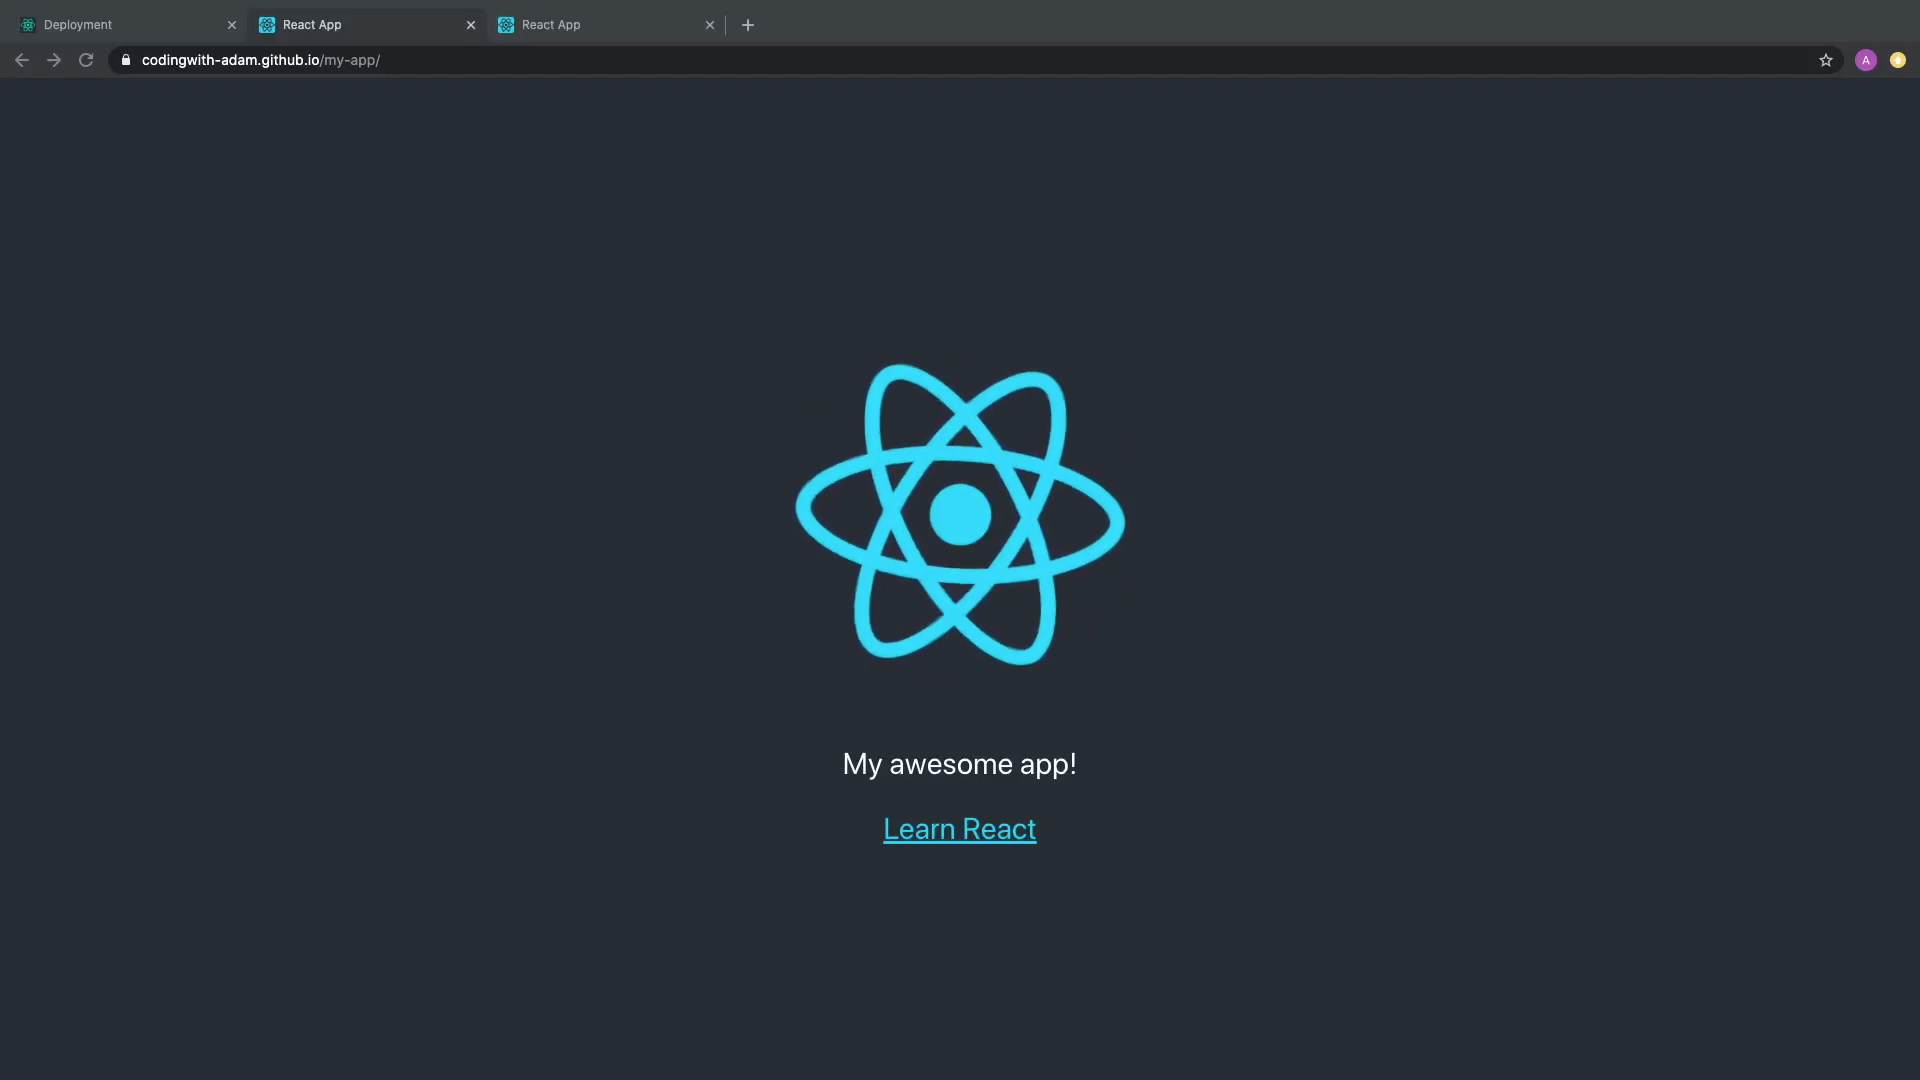 Deployment
React App
React App
codingwith-adam.github.io/my-app/
A
My awesome app!
Learn React